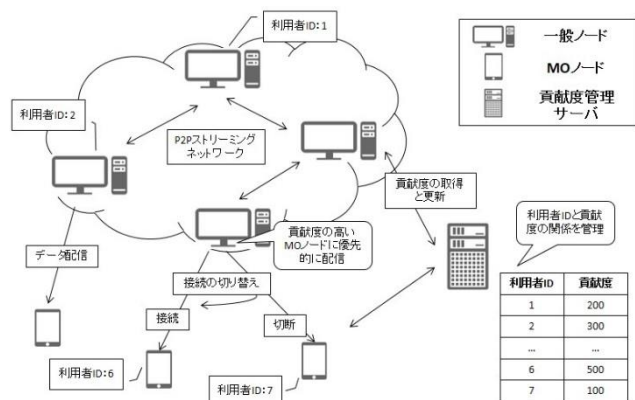 利用者ID:1
一般ノード
MOノード
貢献度管理
サーバ
利用者ID:2
P2Pストリーミング
ネットワーク
貢献度の取得
と更新
利用者IDと貢献
度の関係を管理
貢献度の高い
MOノードに優先
的に配信
データ配信
接続の切り替え
接続
切断
利用者ID:6
利用者ID:7
利用者ID 貢献度
1 200
2 300
... ...
6 500
7 100